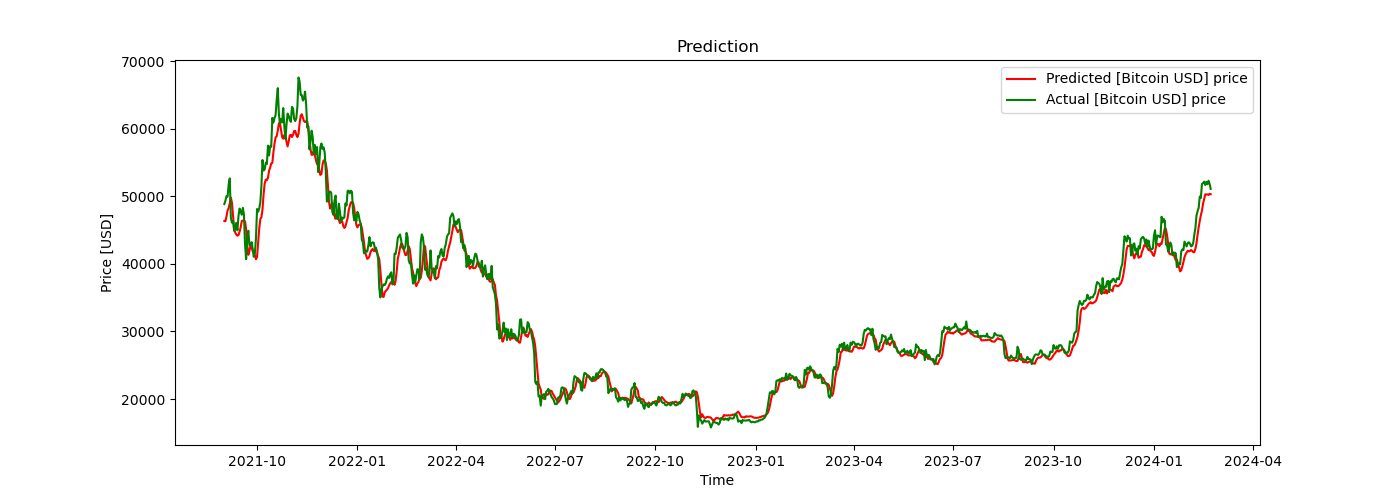 Prediction
Predicted [Bitcoin USD] price
Actual [Bitcoin USD] price
Price [USD]
70000
60000
50000
40000
30000
20000
2021-10 2022-01 2022-04 2022-07 2022-10 2023-01 2023-04 2023-07 2023-10 2024-01 2024-04
Time